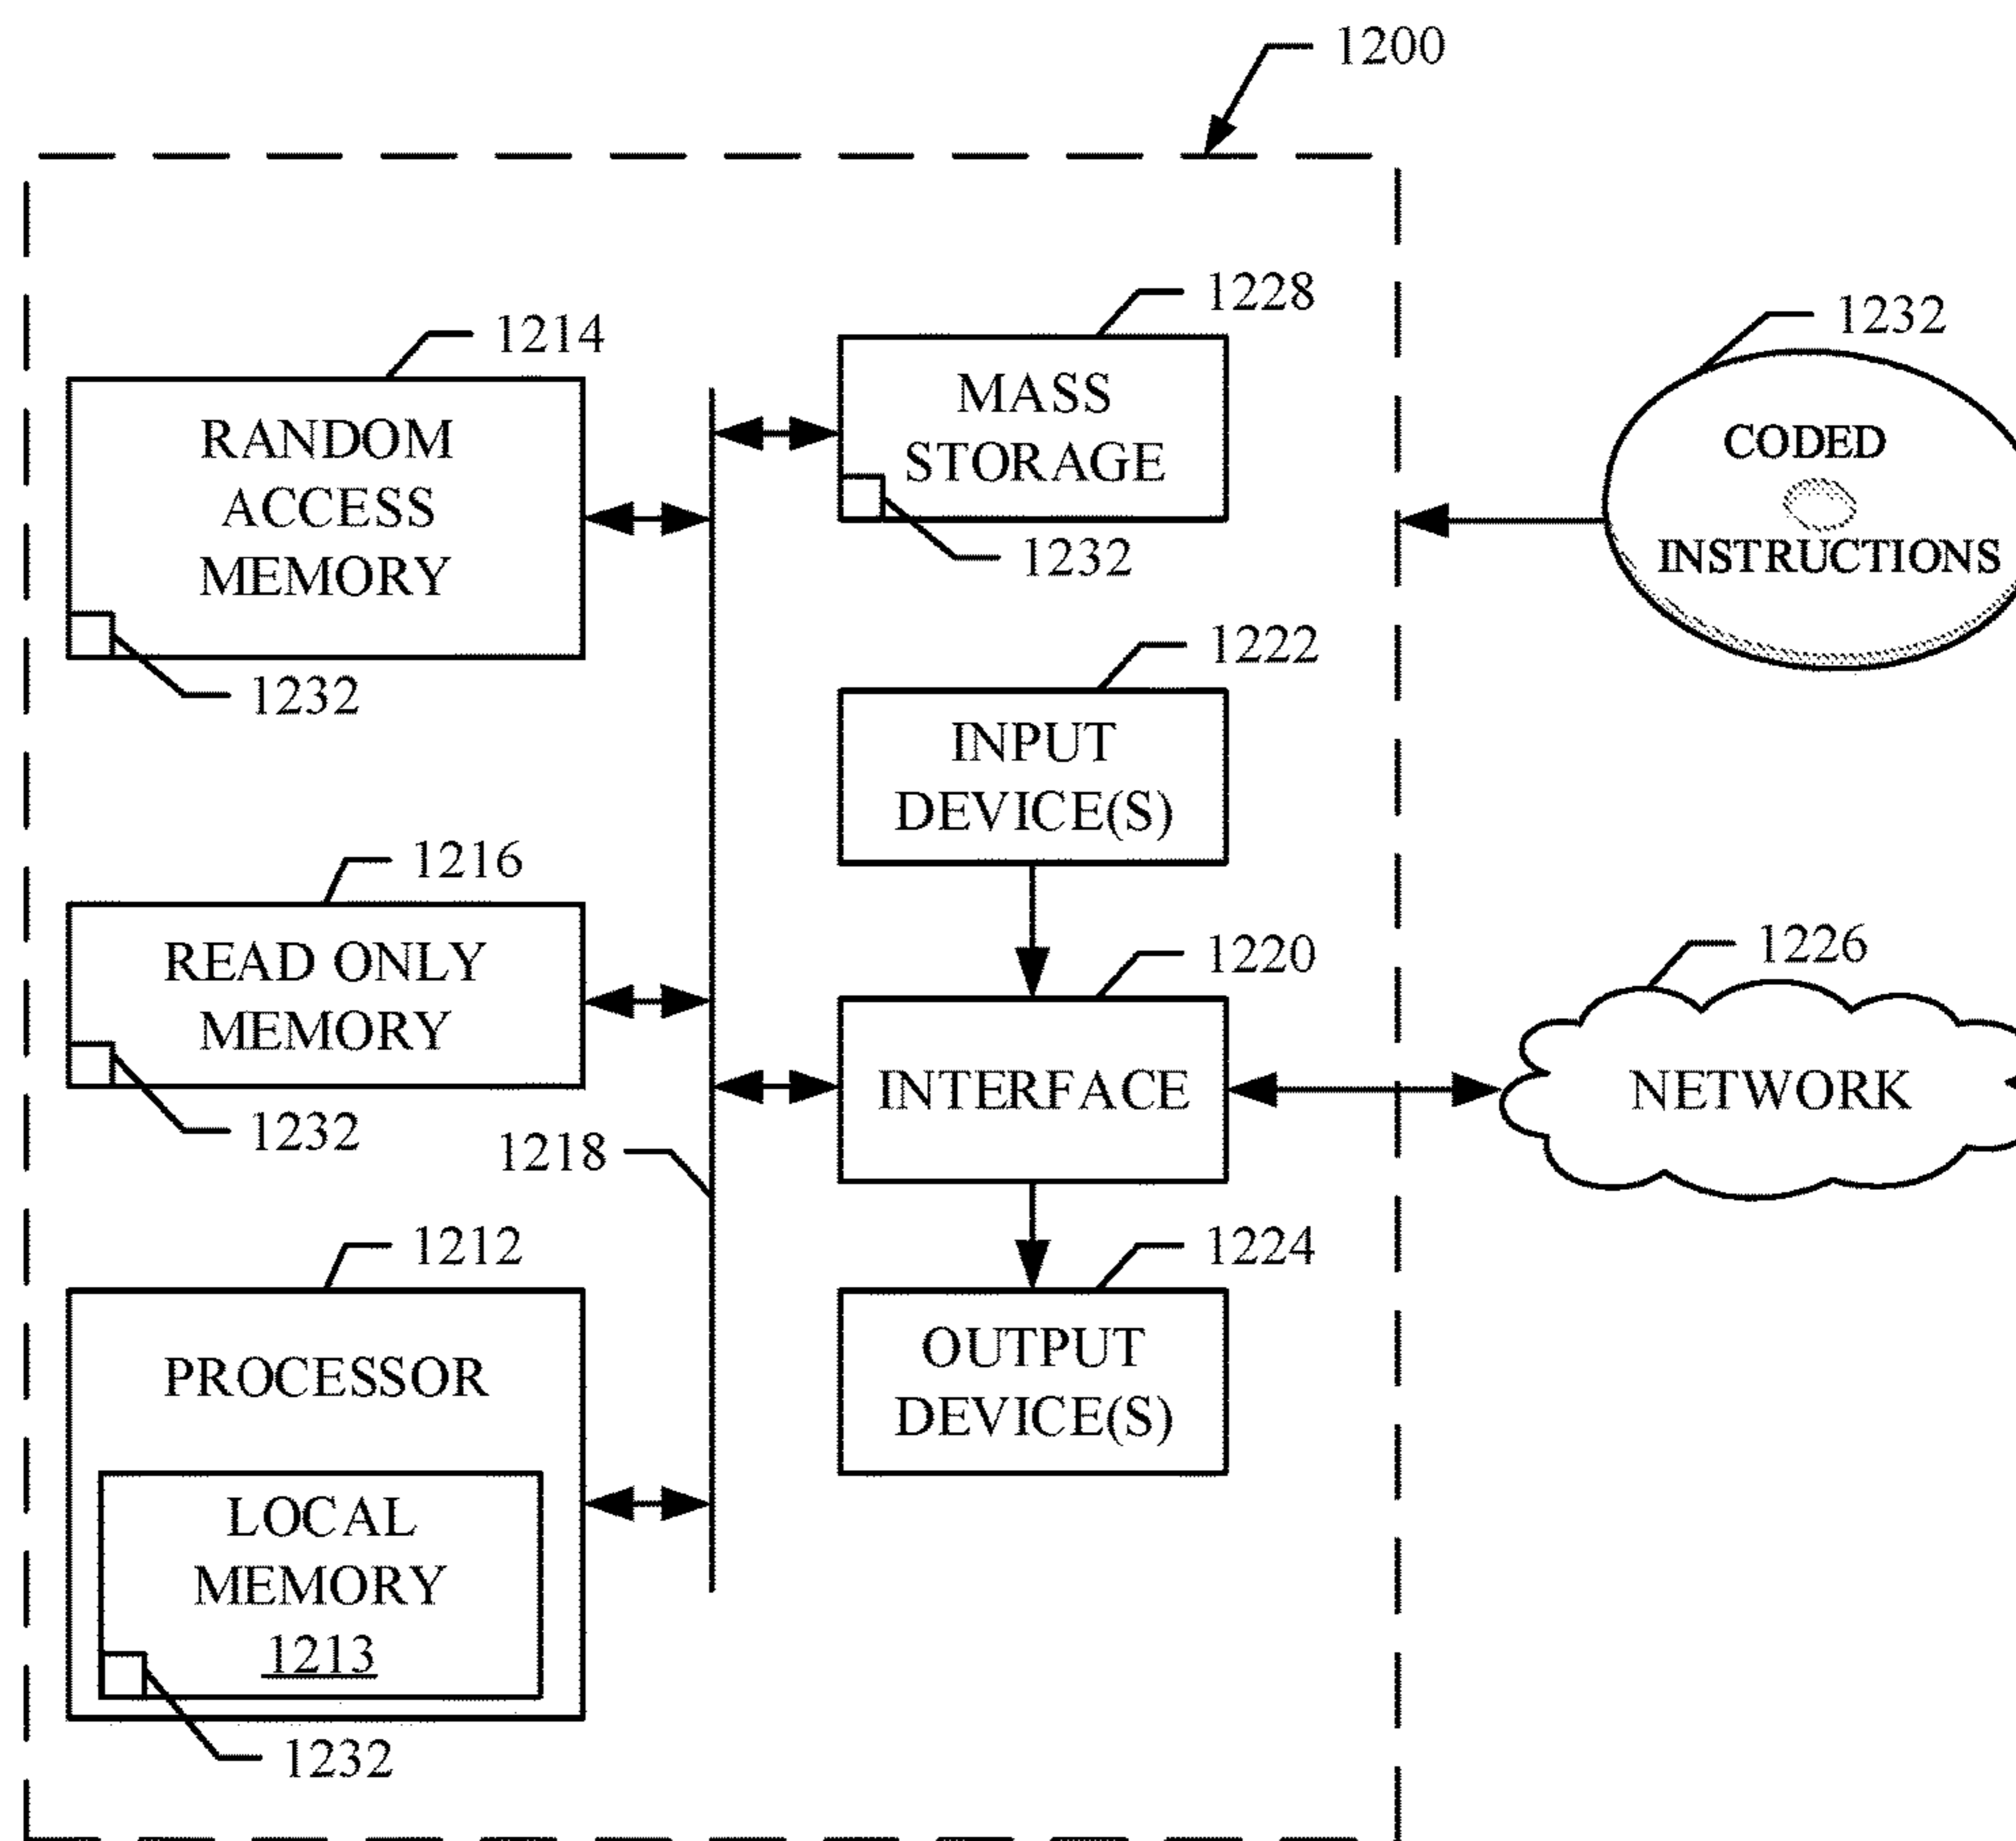 1200
1228
1214
1232
MASS
STORAGE
RANDOM
ACCESS
MEMORY
CODED
INSTRUCTIONS
1232
1232
1222
INPUT
DEVICE(S)
1216
READ ONLY
MEMORY
1232
1220
INTERFACE
1226
NETWORK
1218
1212
PROCESSOR
LOCAL
MEMORY
1213
1232
1224
OUTPUT
DEVICE(S)